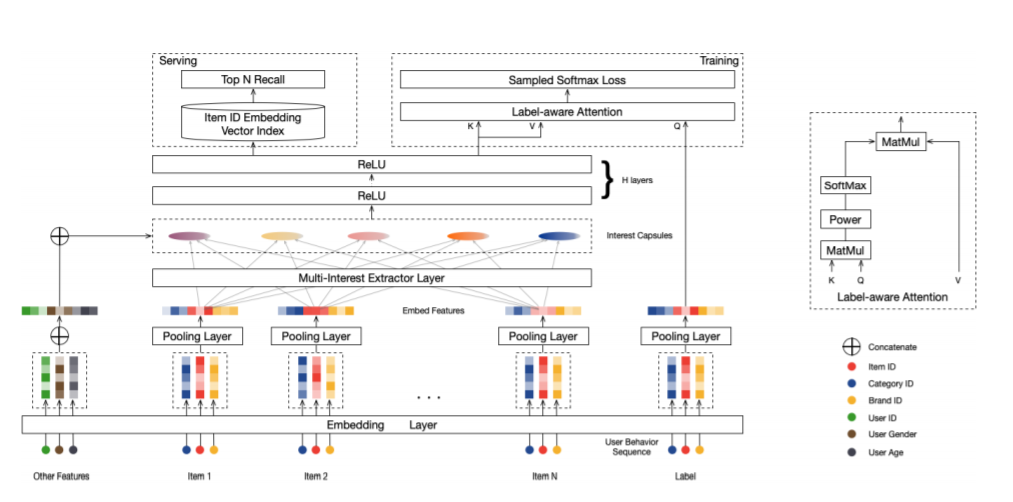 Serving
Top N Recall
Item ID Embedding
Vector Index
Training
Sampled Softmax Loss
Label-aware Attention
K
V
Q
ReLU
ReLU
H layers
Interest Capsules
Multi-Interest Extractor Layer
Embed Features
Pooling Layer
Pooling Layer
Pooling Layer
Pooling Layer
. . .
Embedding Layer
User Behavior
Sequence
Other Features
Item 1
Item 2
Item N
Label
MatMul
SoftMax
Power
MatMul
K
Q
V
Label-aware Attention
Concatenate
Item ID
Category ID
Brand ID
User ID
User Gender
User Age